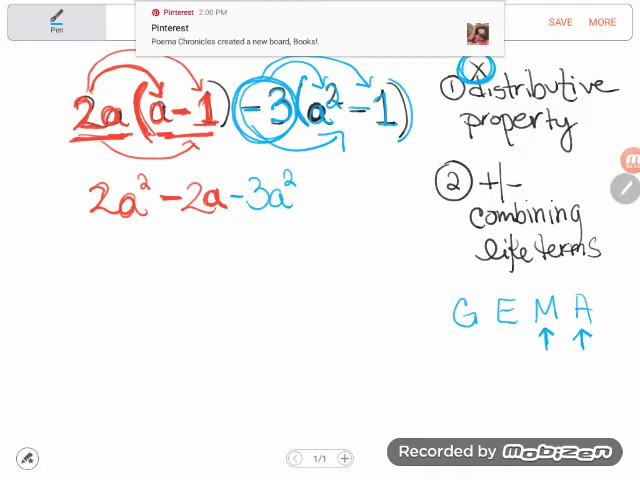 Pinterest 2:00 PM
Pinterest
Poema Chronicles created a new board, Books!.
Pen
SAVE MORE
2a(a-1)-3(a²-1)
2a²-2a-3a²
x
① distributive
property
② +/-
combining
like terms
G E M A
↑ ↑
1/1
Recorded by mobizen